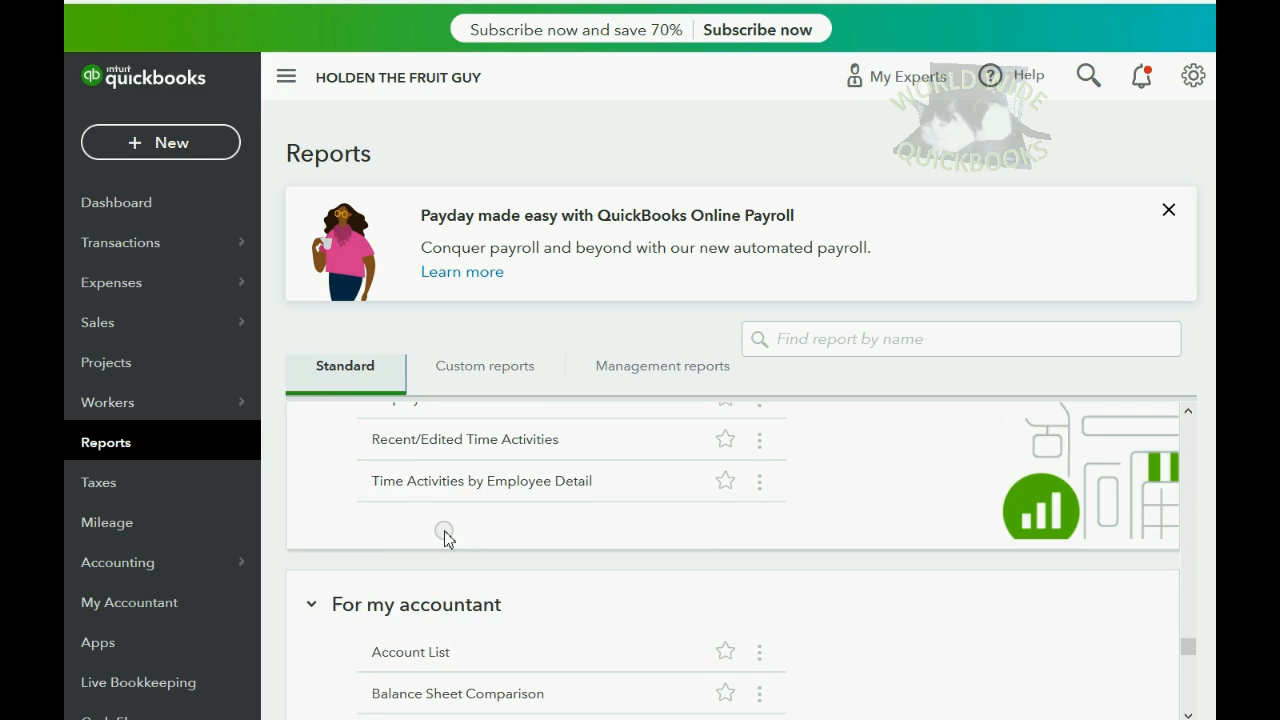 Subscribe now and save 70% Subscribe now
intuit
quickbooks
HOLDEN THE FRUIT GUY
My Experts
Help
WORLD WIDE
QUICKBOOKS
+ New
Dashboard
Transactions
Expenses
Sales
Projects
Workers
Reports
Taxes
Mileage
Accounting
My Accountant
Apps
Live Bookkeeping
Reports
Payday made easy with QuickBooks Online Payroll
Conquer payroll and beyond with our new automated payroll.
Learn more
Find report by name
Standard
Custom reports
Management reports
Recent/Edited Time Activities
Time Activities by Employee Detail
For my accountant
Account List
Balance Sheet Comparison